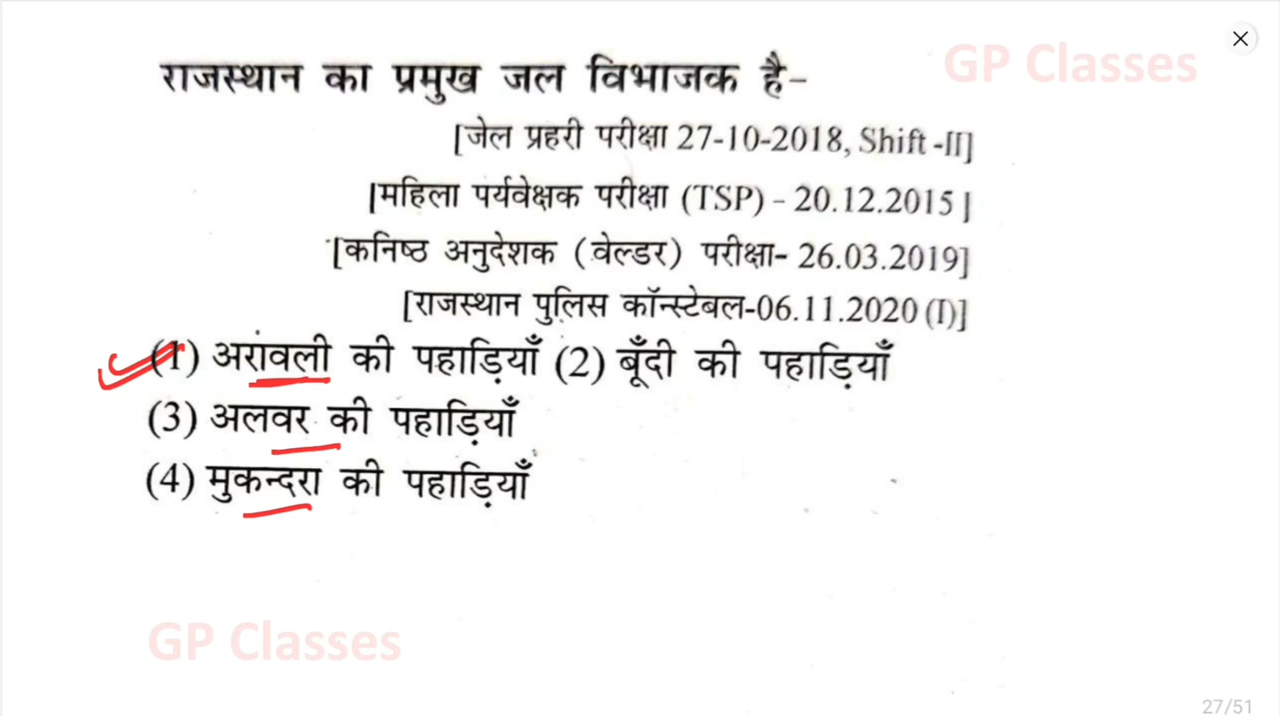 GP Classes
राजस्थान का प्रमुख जल विभाजक है-
[जेल प्रहरी परीक्षा 27-10-2018, Shift -II]
[महिला पर्यवेक्षक परीक्षा (TSP) - 20.12.2015]
[कनिष्ठ अनुदेशक (वेल्डर) परीक्षा- 26.03.2019]
[राजस्थान पुलिस कॉन्स्टेबल-06.11.2020 (I)]
(1) अरावली की पहाड़ियाँ (2) बूँदी की पहाड़ियाँ
(3) अलवर की पहाड़ियाँ
(4) मुकन्दरा की पहाड़ियाँ
GP Classes
27/51